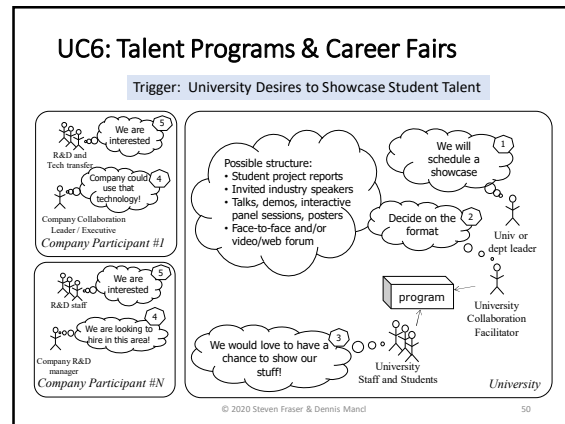 UC6: Talent Programs & Career Fairs
Trigger: University Desires to Showcase Student Talent
5
We are
interested
R&D and
Tech transfer
4
Company could
use that
technology!
Company Collaboration
Leader / Executive
Company Participant #1
5
We are
interested
R&D staff
4
We are looking to
hire in this area!
Company R&D
manager
Company Participant #N
Possible structure:
• Student project reports
• Invited industry speakers
• Talks, demos, interactive
panel sessions, posters
• Face-to-face and/or
video/web forum
1
We will
schedule a
showcase
Univ or
dept leader
2
Decide on the
format
University
Collaboration
Facilitator
program
3
We would love to have a
chance to show our
stuff!
University
Staff and Students
University
© 2020 Steven Fraser & Dennis Mancl
50